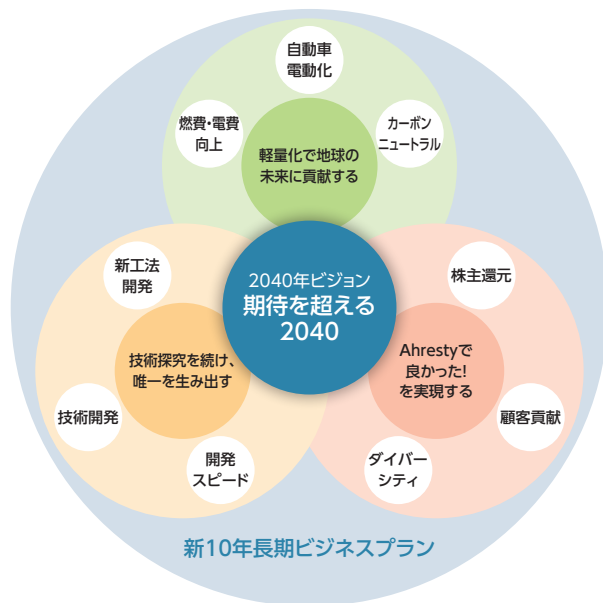 自動車
電動化
燃費・電費
向上
カーボン
ニュートラル
軽量化で地球の
未来に貢献する
2040年ビジョン
期待を超える
2040
新工法
開発
技術探究を続け、
唯一を生み出す
技術開発
開発
スピード
株主還元
Ahrestyで
良かった!
を実現する
顧客貢献
ダイバー
シティ
新10年長期ビジネスプラン